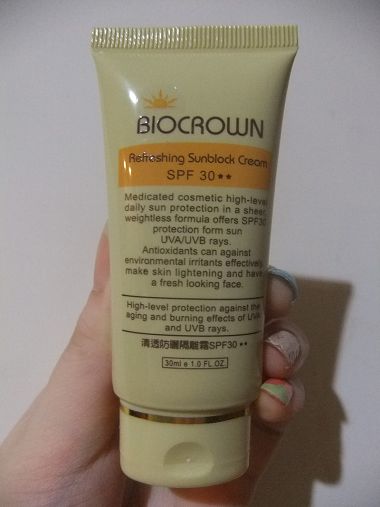 BIOCROWN
Refreshing Sunblock Cream
SPF 30★★
Medicated cosmetic high-level
daily sun protection in a sheer
weightless formula offers SPF30
protection form sun
UVA/UVB rays.
Antioxidants can against
environmental irritants effectively,
make skin lightening and have
a fresh looking face.
High-level protection against the
aging and burning effects of UVA
and UVB rays.
清透防曬隔離霜SPF30 ★★
30ml e 1.0 FL OZ.